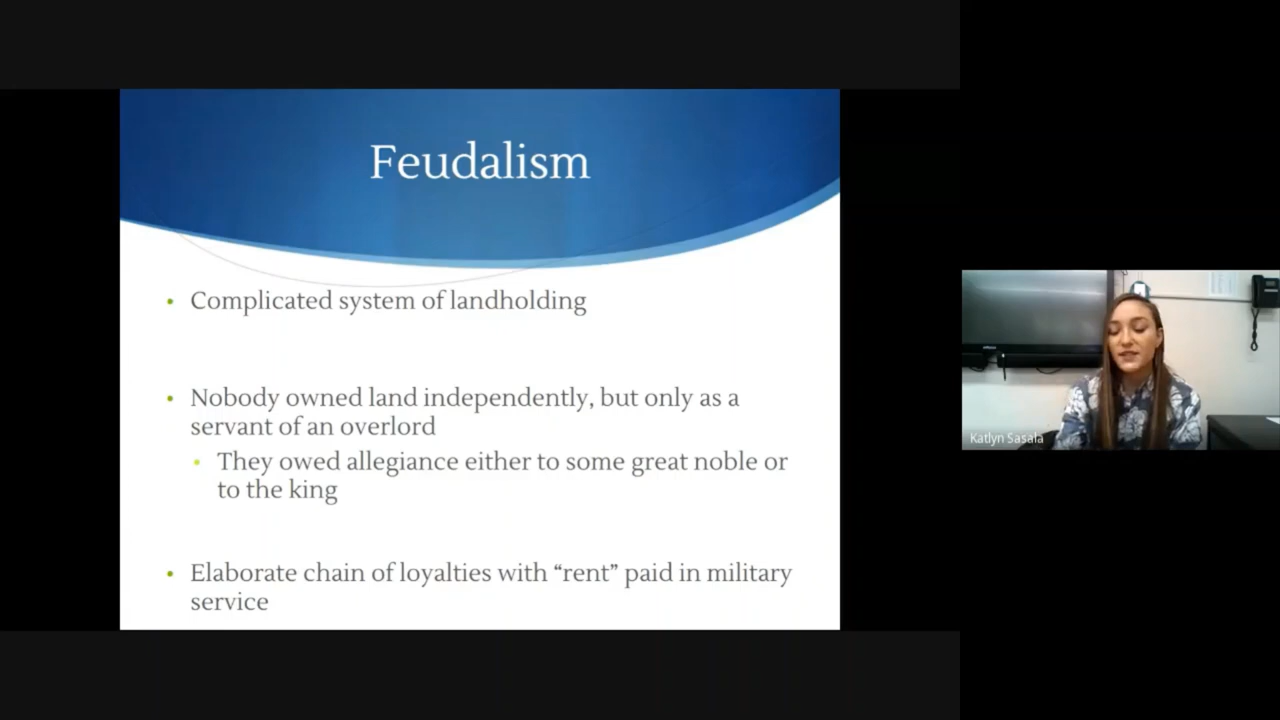 Feudalism
• Complicated system of landholding
• Nobody owned land independently, but only as a
servant of an overlord
• They owed allegiance either to some great noble or
to the king
• Elaborate chain of loyalties with “rent” paid in military
service
Katlyn Sasala